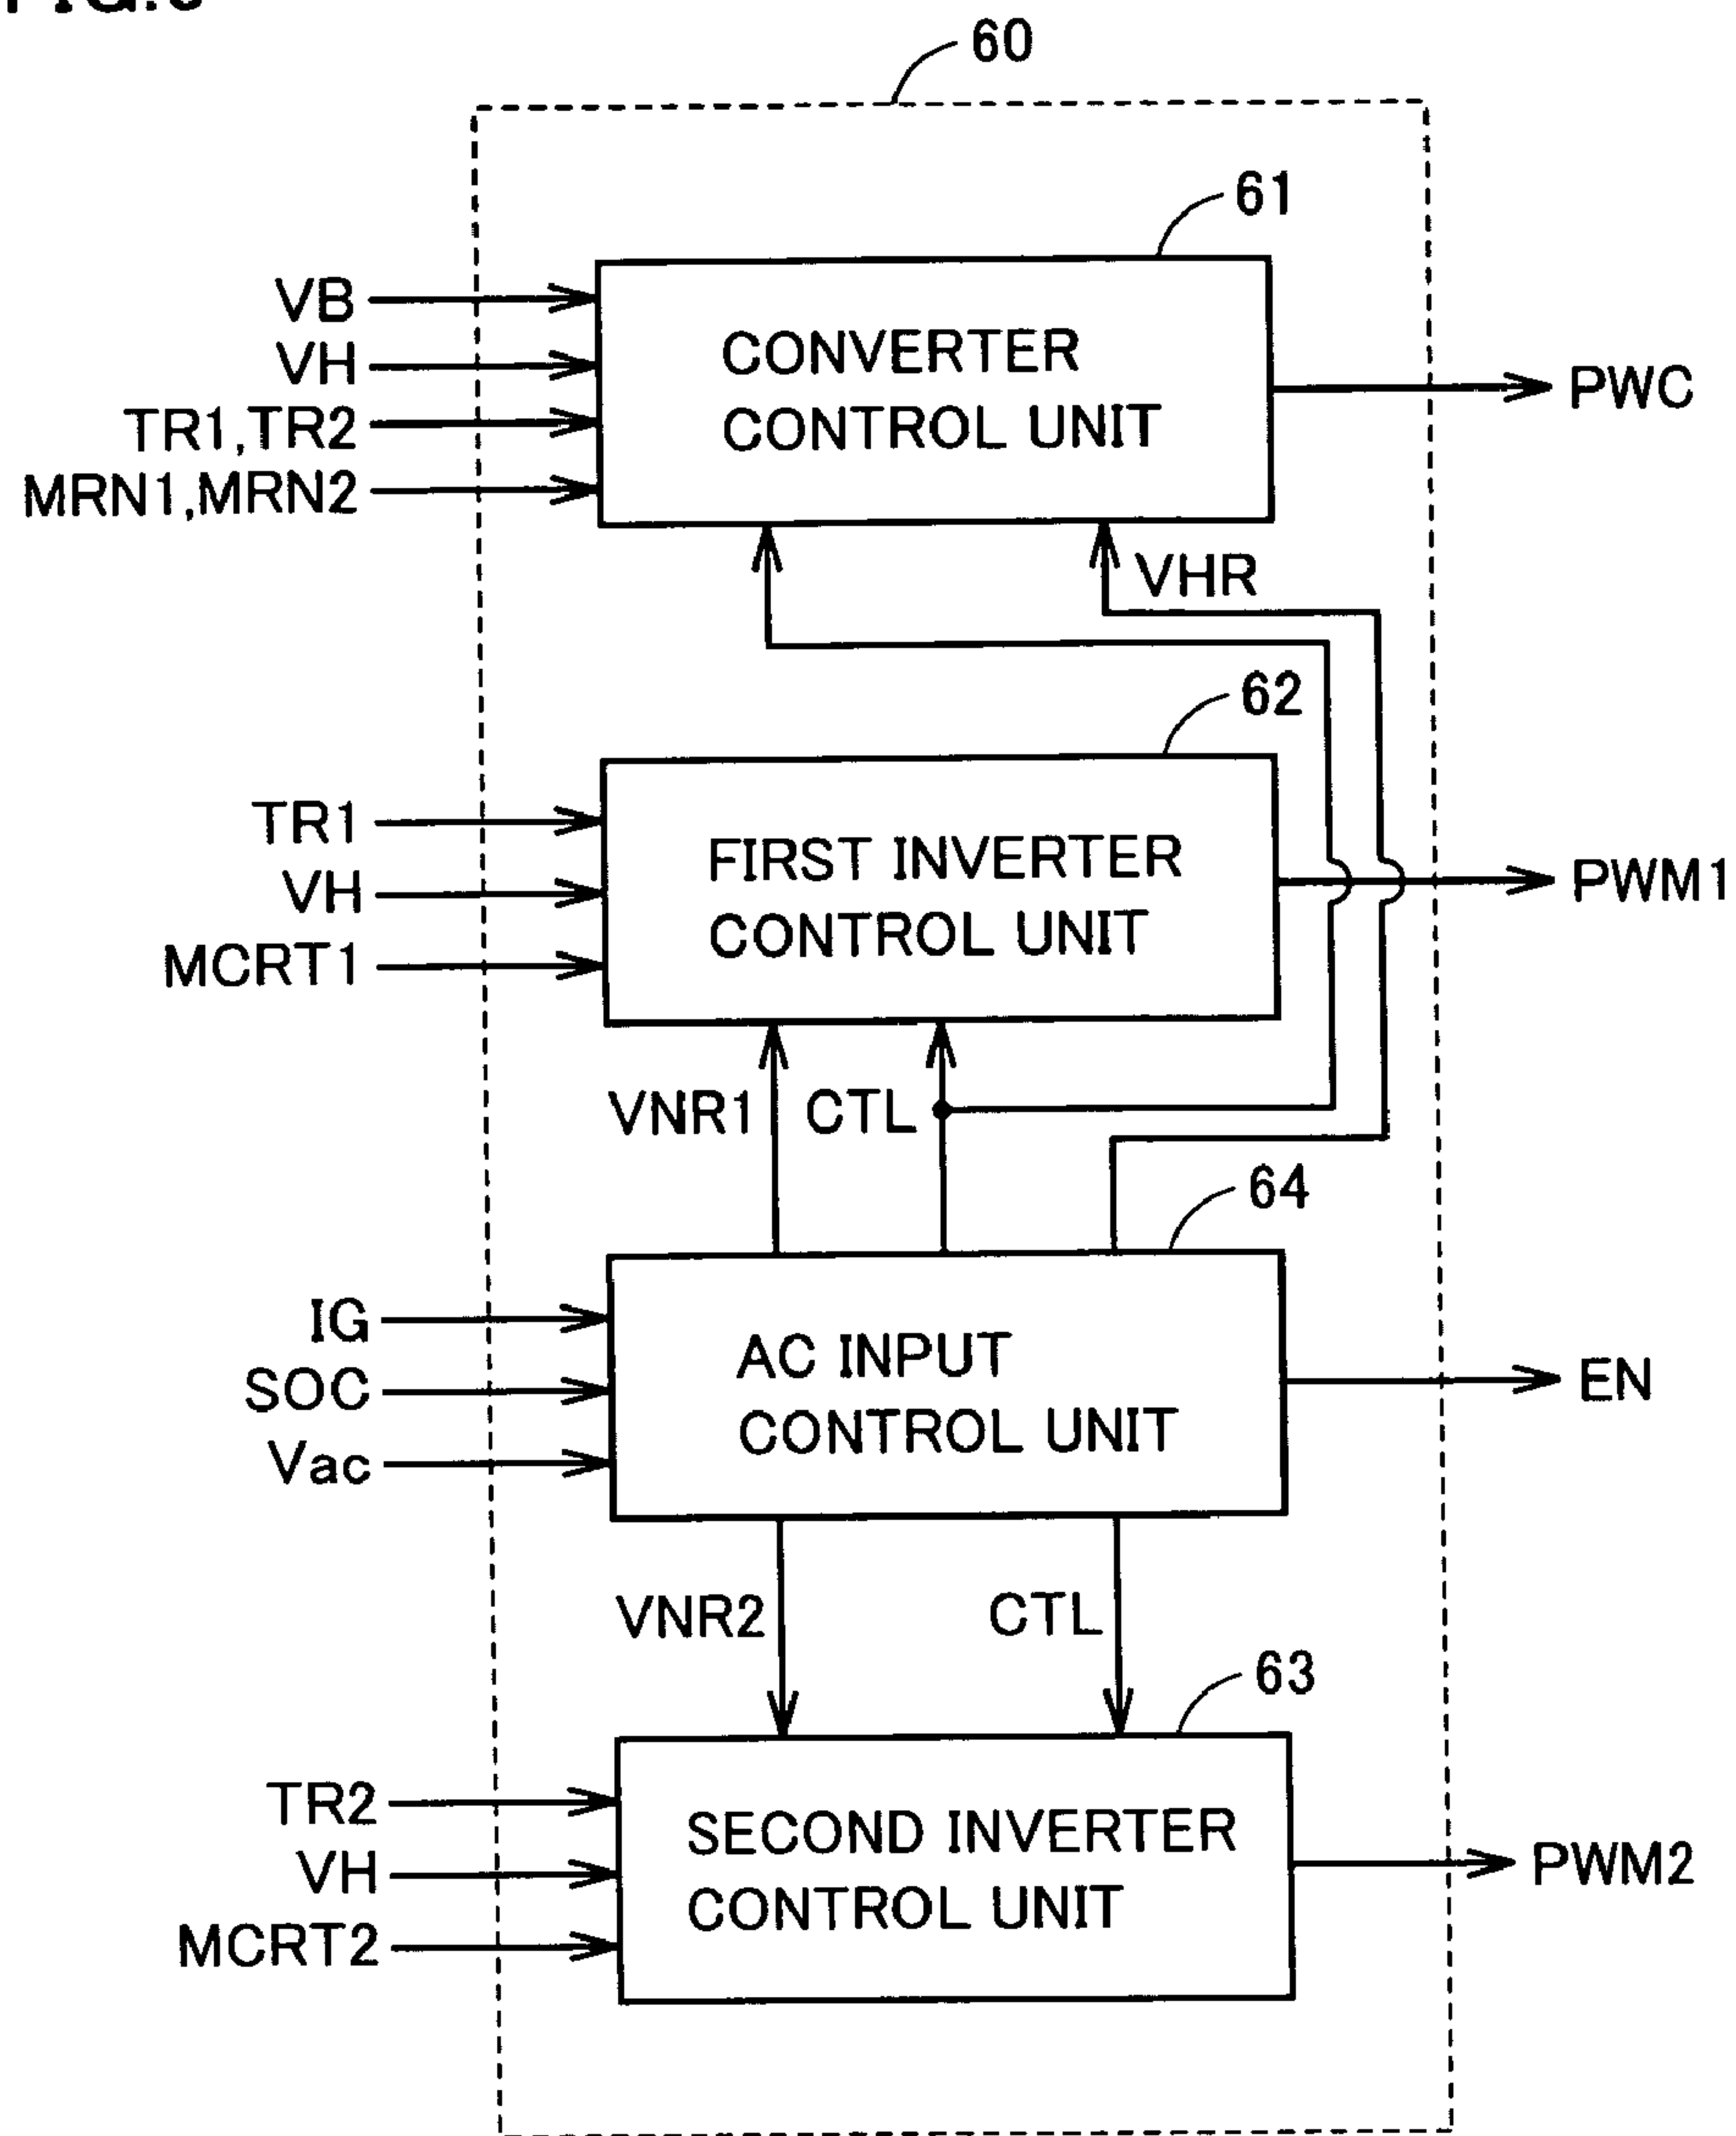 60
61
VB
VH
TR1,TR2
MRN1,MRN2
CONVERTER
CONTROL UNIT
PWC
VHR
62
TR1
VH
MCRT1
FIRST INVERTER
CONTROL UNIT
PWM1
VNR1
CTL
64
IG
SOC
Vac
AC INPUT
CONTROL UNIT
EN
VNR2
CTL
63
TR2
VH
MCRT2
SECOND INVERTER
CONTROL UNIT
PWM2